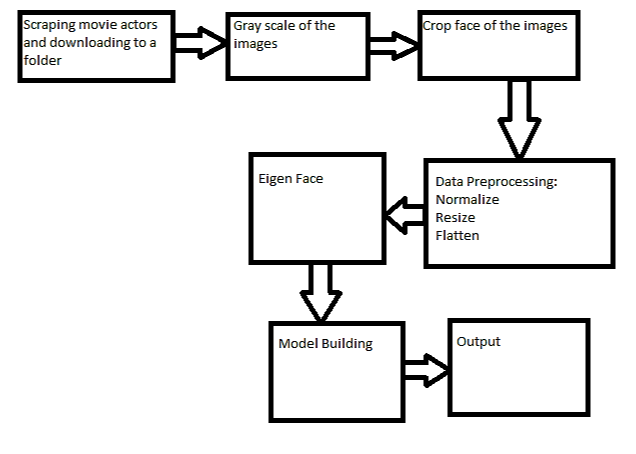 Scraping movie actors
and downloading to a
folder
Gray scale of the
images
Crop face of the images
Data Preprocessing:
Normalize
Resize
Flatten
Eigen Face
Model Building
Output